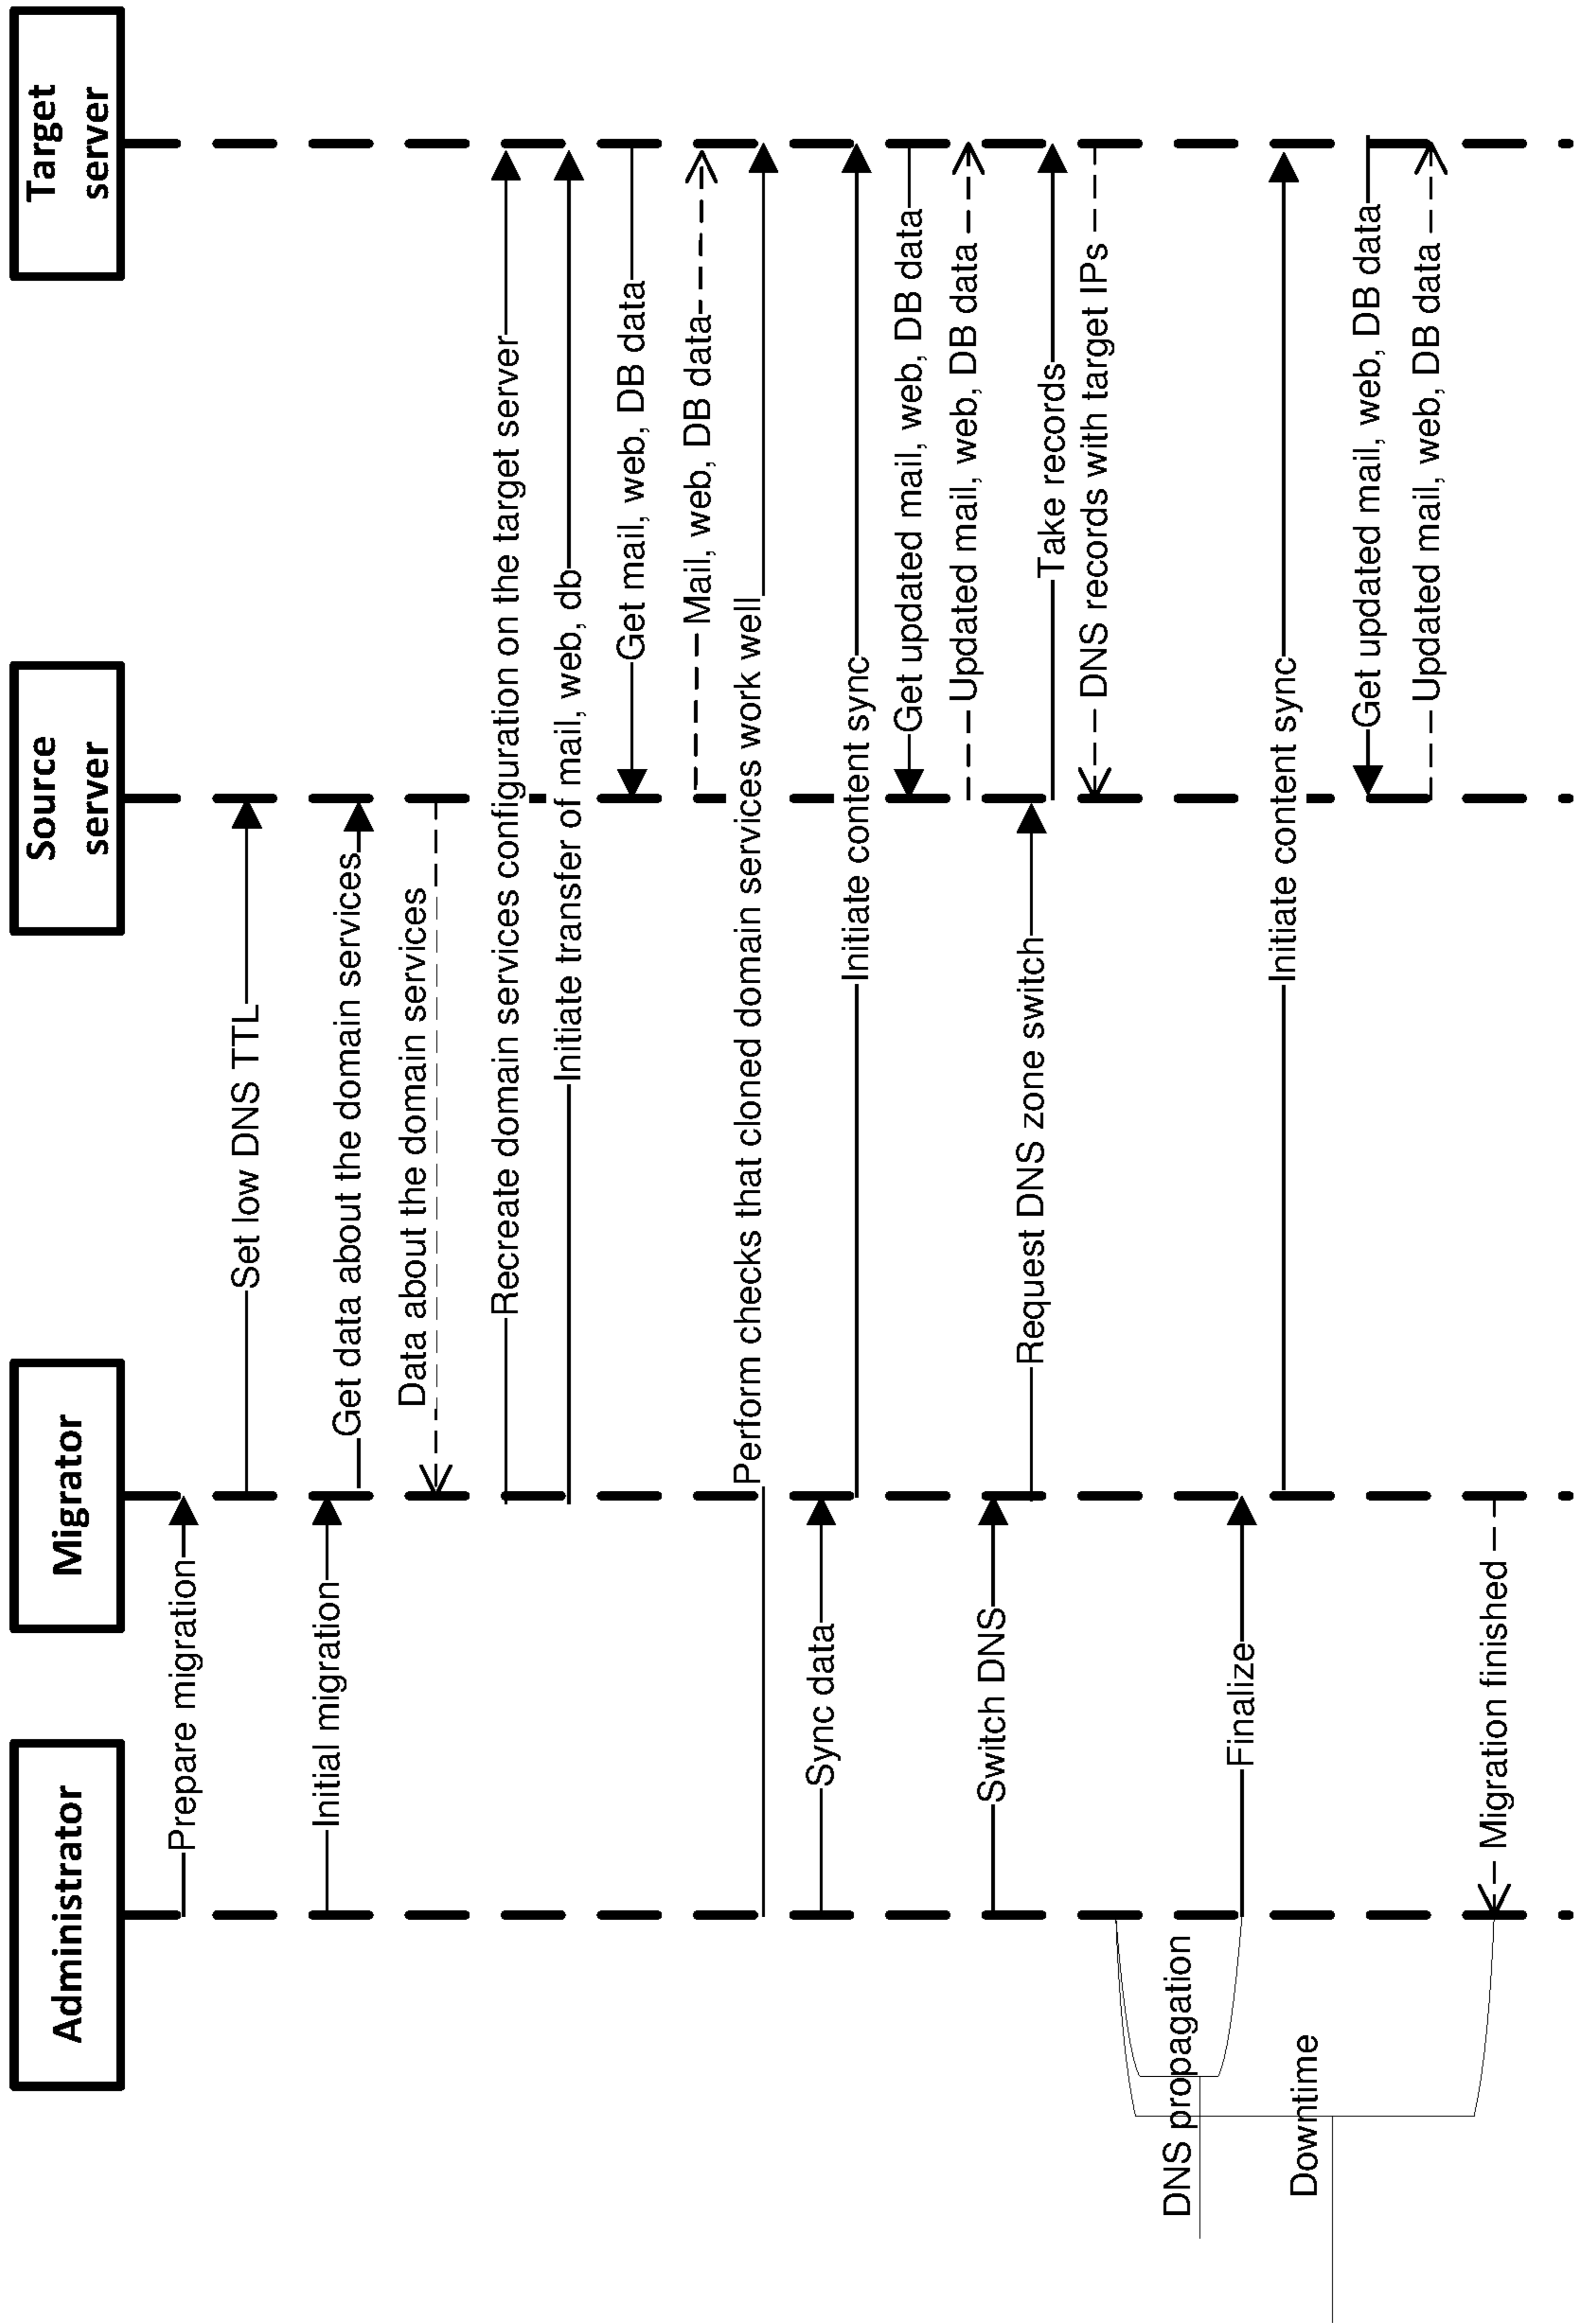 Administrator
Migrator
Source
server
Target
server
Prepare migration
Set low DNS TTL
Initial migration
Get data about the domain services
Data about the domain services
Recreate domain services configuration on the target server
Initiate transfer of mail, web, db
Get mail, web, DB data
Mail, web, DB data
Perform checks that cloned domain services work well
Sync data
Initiate content sync
Get updated mail, web, DB data
Updated mail, web, DB data
Switch DNS
Request DNS zone switch
Take records
DNS records with target IPs
DNS propagation
Finalize
Initiate content sync
Downtime
Get updated mail, web, DB data
Updated mail, web, DB data
Migration finished